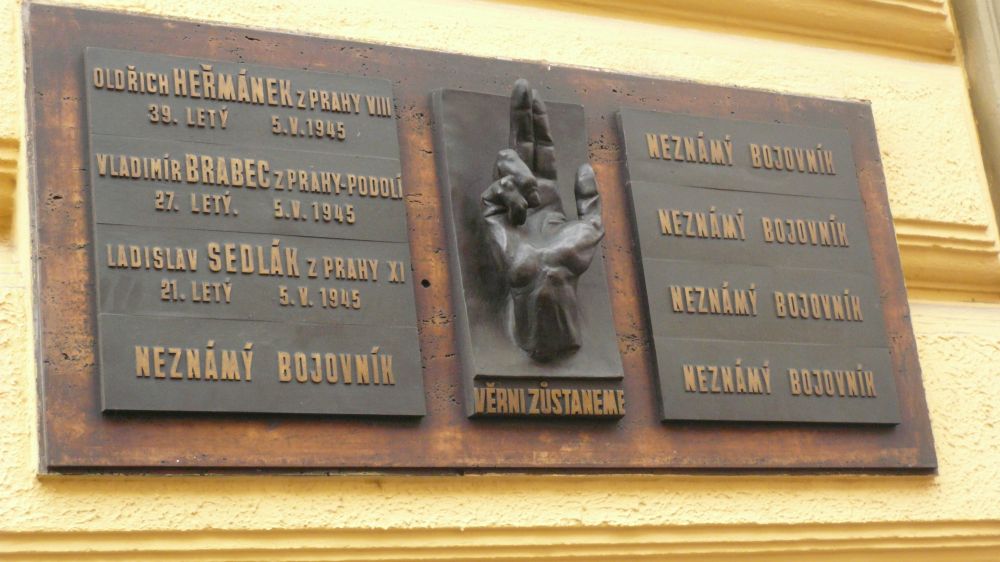 OLDŘICH HEŘMÁNEK Z PRAHY VIII
39. LETÝ 5.V.1945
VLADIMÍR BRABEC Z PRAHY-PODOLÍ
27. LETÝ. 5.V.1945
LADISLAV SEDLÁK Z PRAHY XI
21. LETÝ 5.V.1945
NEZNÁMÝ BOJOVNÍK
VĚRNI ZŮSTANEME
NEZNÁMÝ BOJOVNÍK
NEZNÁMÝ BOJOVNÍK
NEZNÁMÝ BOJOVNÍK
NEZNÁMÝ BOJOVNÍK